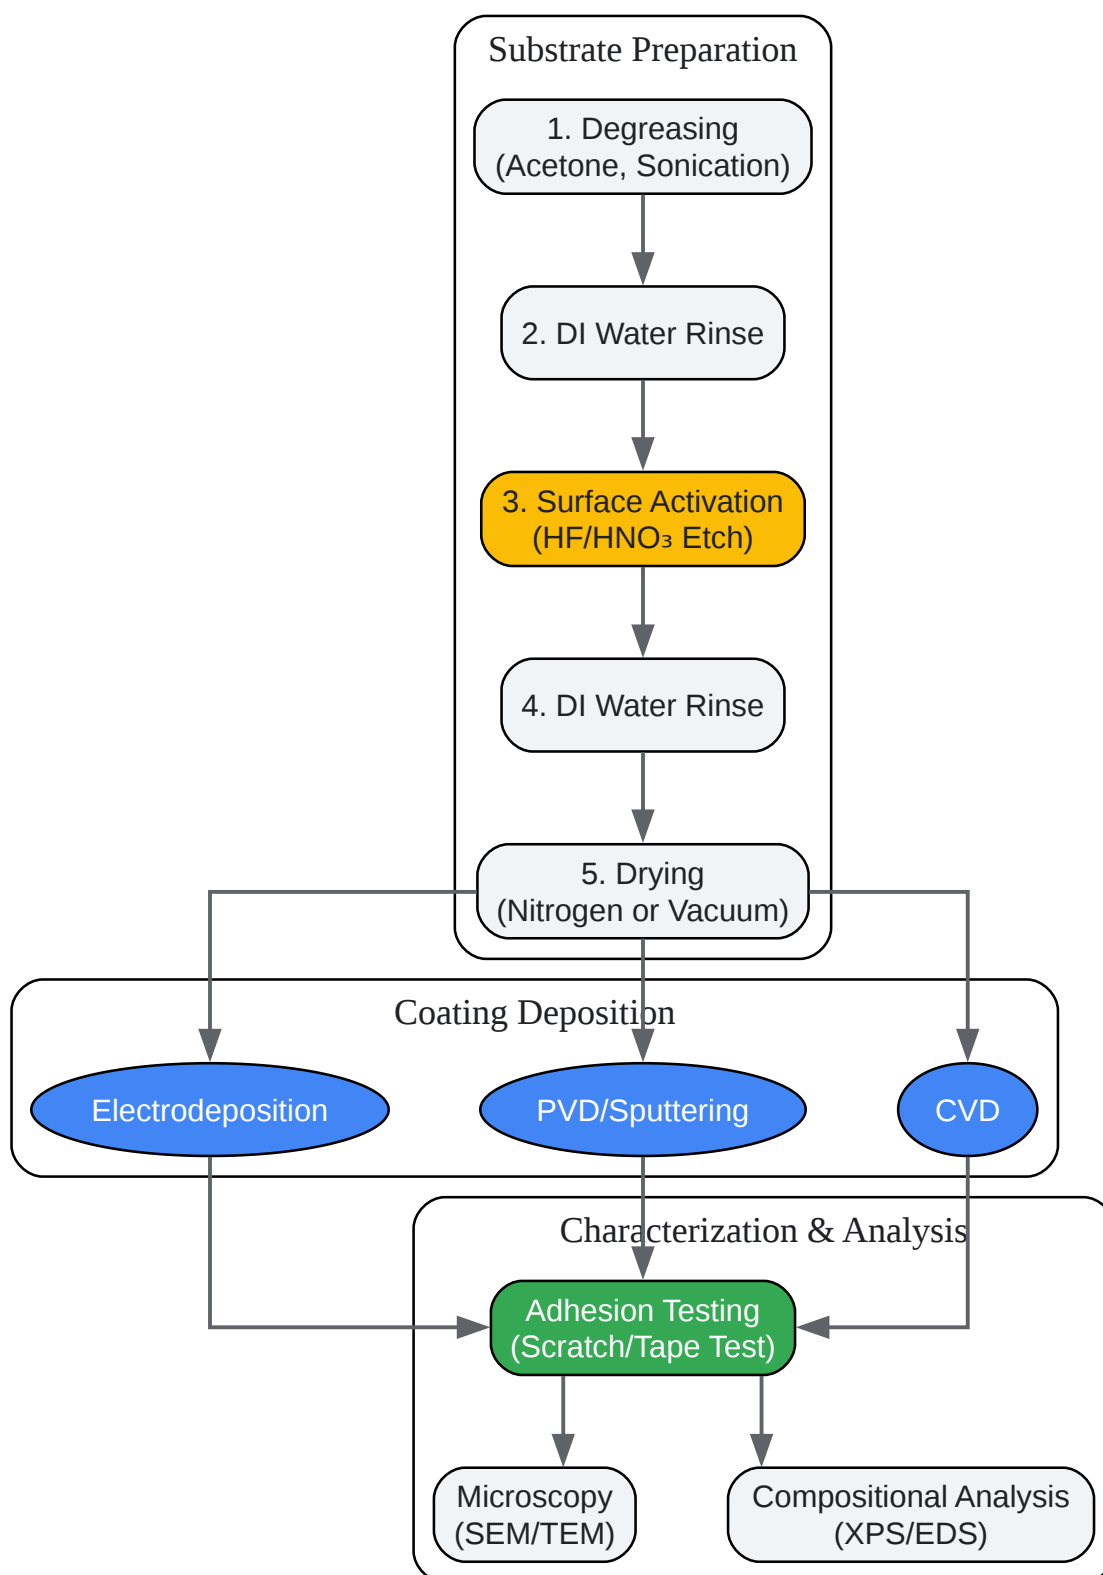 Substrate Preparation
1. Degreasing
(Acetone, Sonication)
2. DI Water Rinse
3. Surface Activation
(HF/HNO₃ Etch)
4. DI Water Rinse
5. Drying
(Nitrogen or Vacuum)
Coating Deposition
Electrodeposition
PVD/Sputtering
CVD
Characterization & Analysis
Adhesion Testing
(Scratch/Tape Test)
Microscopy
(SEM/TEM)
Compositional Analysis
(XPS/EDS)